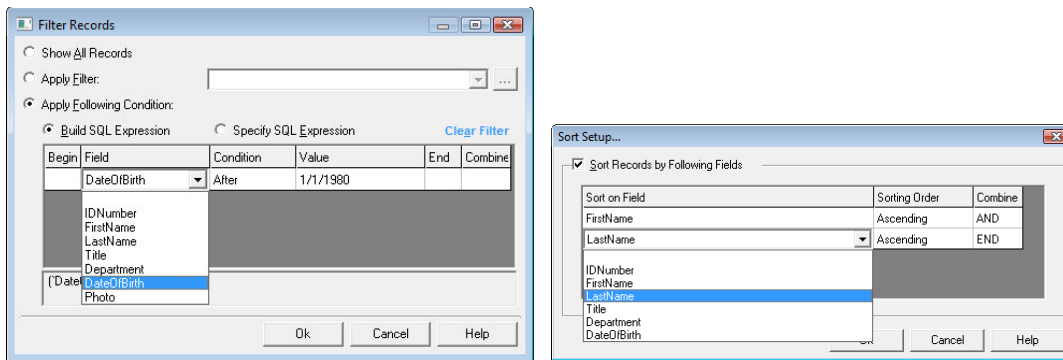 Filter Records
Show All Records
Apply Filter:
...
Apply Following Condition:
Build SQL Expression Specify SQL Expression Clear Filter
Begin Field Condition Value End Combine
DateOfBirth After 1/1/1980
IDNumber
FirstName
LastName
Title
Department
DateOfBirth
Photo
Ok Cancel Help
Sort Setup...
Sort Records by Following Fields
Sort on Field Sorting Order Combine
FirstName Ascending AND
LastName Ascending END
IDNumber
FirstName
LastName
Title
Department
DateOfBirth
Cancel Help